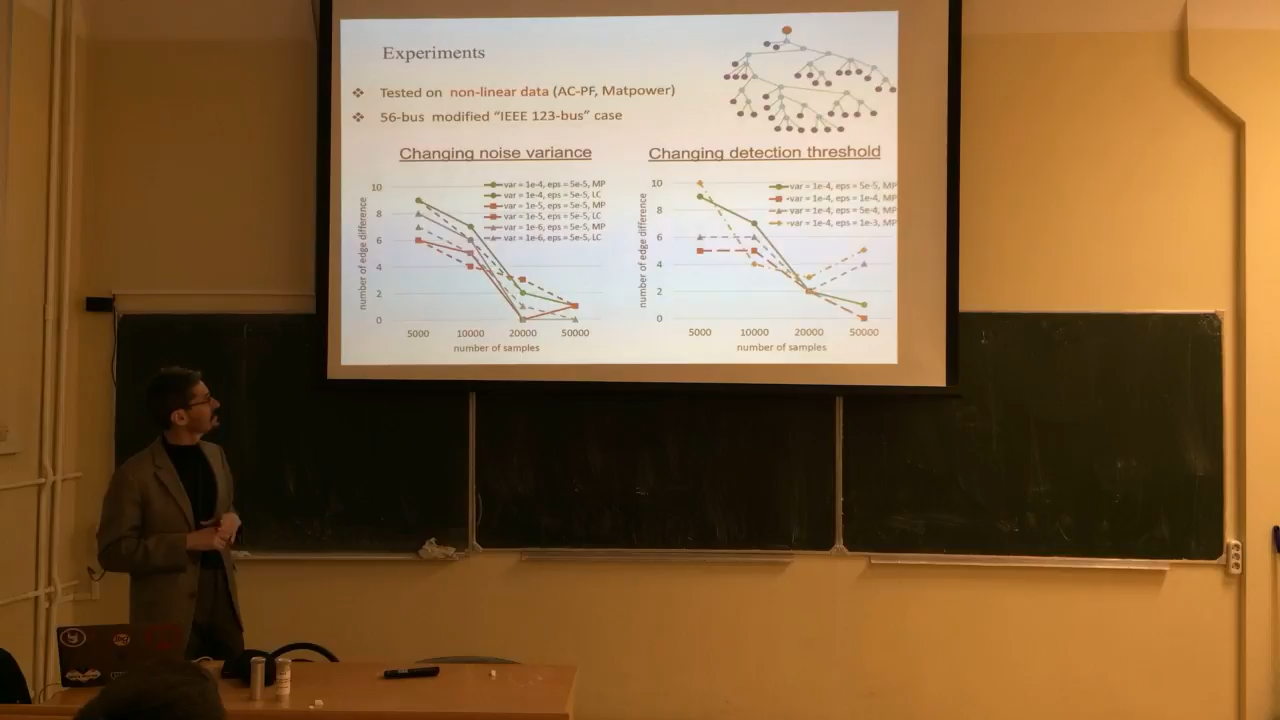 Experiments
❖ Tested on non-linear data (AC-PF, Matpower)
❖ 56-bus modified "IEEE 123-bus" case
Changing noise variance
number of edge difference
10
8
6
4
2
0
var = 1e-4, eps = 5e-5, MP
var = 1e-4, eps = 5e-5, LC
var = 1e-5, eps = 5e-5, MP
var = 1e-5, eps = 5e-5, LC
var = 1e-6, eps = 5e-5, MP
var = 1e-6, eps = 5e-5, LC
5000 10000 20000 50000
number of samples
Changing detection threshold
number of edge difference
10
8
6
4
2
0
var = 1e-4, eps = 5e-5, MP
var = 1e-4, eps = 1e-4, MP
var = 1e-4, eps = 5e-4, MP
var = 1e-4, eps = 1e-3, MP
5000 10000 20000 50000
number of samples